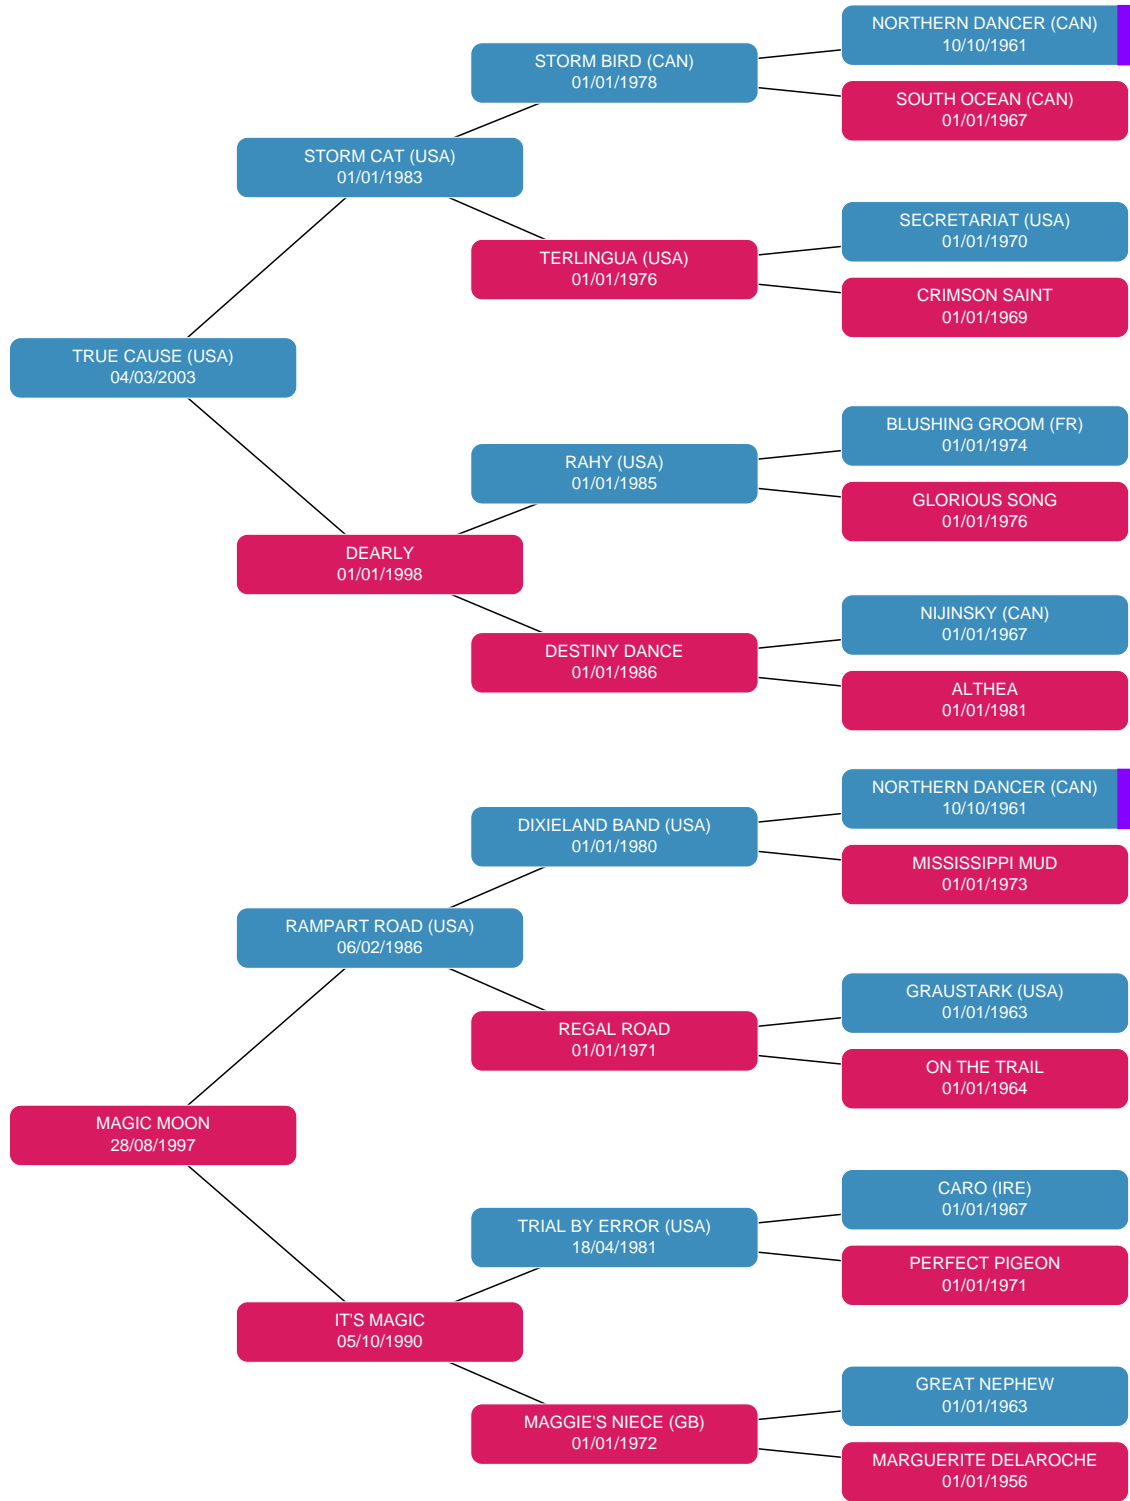 NORTHERN DANCER (CAN)
10/10/1961
STORM BIRD (CAN)
01/01/1978
SOUTH OCEAN (CAN)
01/01/1967
STORM CAT (USA)
01/01/1983
SECRETARIAT (USA)
01/01/1970
TERLINGUA (USA)
01/01/1976
CRIMSON SAINT
01/01/1969
TRUE CAUSE (USA)
04/03/2003
BLUSHING GROOM (FR)
01/01/1974
RAHY (USA)
01/01/1985
GLORIOUS SONG
01/01/1976
DEARLY
01/01/1998
NIJINSKY (CAN)
01/01/1967
DESTINY DANCE
01/01/1986
ALTHEA
01/01/1981
NORTHERN DANCER (CAN)
10/10/1961
DIXIELAND BAND (USA)
01/01/1980
MISSISSIPPI MUD
01/01/1973
RAMPART ROAD (USA)
06/02/1986
GRAUSTARK (USA)
01/01/1963
REGAL ROAD
01/01/1971
ON THE TRAIL
01/01/1964
MAGIC MOON
28/08/1997
CARO (IRE)
01/01/1967
TRIAL BY ERROR (USA)
18/04/1981
PERFECT PIGEON
01/01/1971
IT'S MAGIC
05/10/1990
GREAT NEPHEW
01/01/1963
MAGGIE'S NIECE (GB)
01/01/1972
MARGUERITE DELAROCHE
01/01/1956